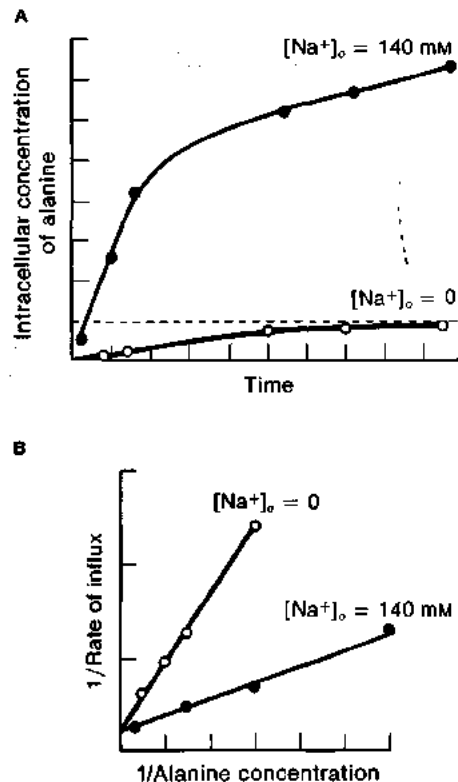 A
[Na⁺]ₒ = 140 mM
Intracellular concentration
of alanine
[Na⁺]ₒ = 0
Time
B
[Na⁺]ₒ = 0
1/Rate of influx
[Na⁺]ₒ = 140 mM
1/Alanine concentration